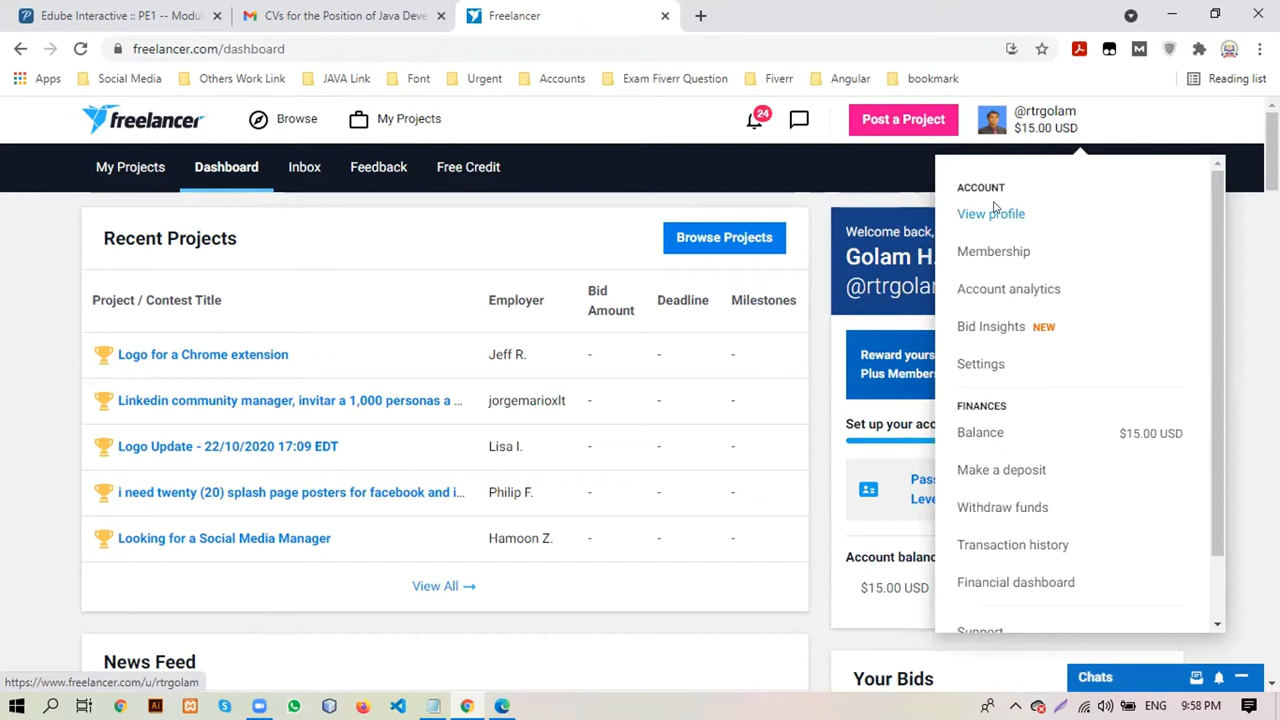 Edube Interactive :: PE1 -- Modul
CVs for the Position of Java Deve
Freelancer
freelancer.com/dashboard
Apps
Social Media
Others Work Link
JAVA Link
Font
Urgent
Accounts
Exam Fiverr Question
Fiverr
Angular
bookmark
Reading list
freelancer
Browse
My Projects
24
Post a Project
@rtrgolam
$15.00 USD
My Projects
Dashboard
Inbox
Feedback
Free Credit
Recent Projects
Browse Projects
Project / Contest Title
Employer
Bid
Amount
Deadline
Milestones
Logo for a Chrome extension
Jeff R.
- - -
Linkedin community manager, invitar a 1,000 personas a ...
jorgemarioxlt
- - -
Logo Update - 22/10/2020 17:09 EDT
Lisa I.
- - -
i need twenty (20) splash page posters for facebook and i...
Philip F.
- - -
Looking for a Social Media Manager
Hamoon Z.
- - -
View All →
News Feed
Welcome back,
Golam H.
@rtrgolam
Reward yours
Plus Members
Set up your acc
Pas
Leve
Account balanc
$15.00 USD
Your Bids
ACCOUNT
View profile
Membership
Account analytics
Bid Insights NEW
Settings
FINANCES
Balance
$15.00 USD
Make a deposit
Withdraw funds
Transaction history
Financial dashboard
Support
Chats
https://www.freelancer.com/u/rtrgolam
ENG
9:58 PM